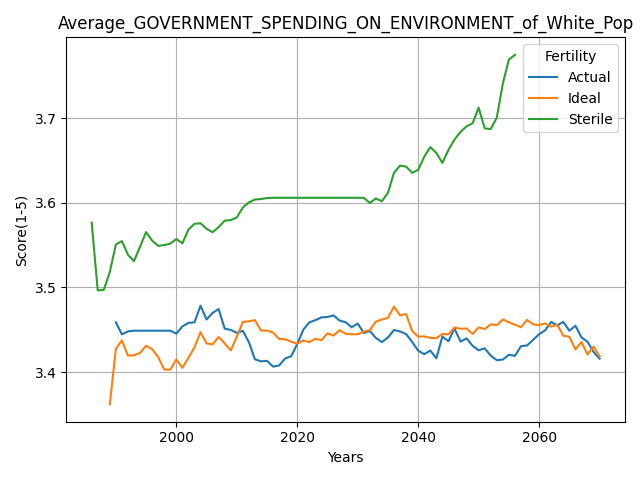 Average_GOVERNMENT_SPENDING_ON_ENVIRONMENT_of_White_Pop
Fertility
Actual
Ideal
Sterile
Score(1-5)
3.7
3.6
3.5
3.4
2000 2020 2040 2060
Years